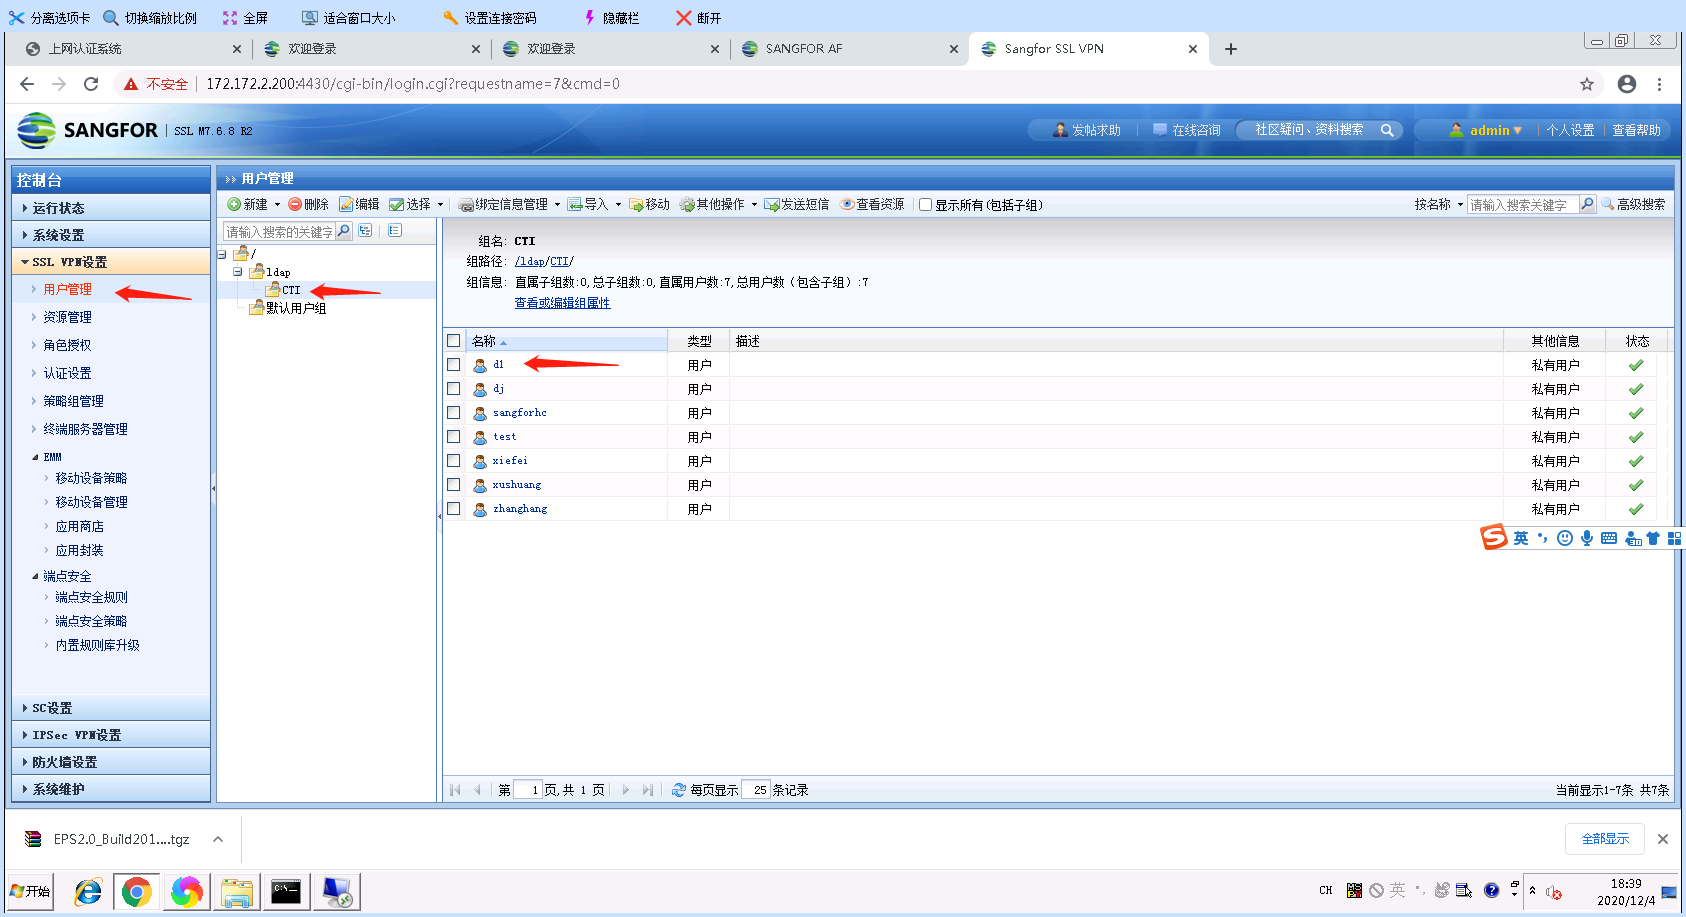 分离选项卡 切换缩放比例 全屏 适合窗口大小 设置连接密码 隐藏栏 断开
上网认证系统 欢迎登录 欢迎登录 SANGFOR AF Sangfor SSL VPN
不安全 172.172.2.200:4430/cgi-bin/login.cgi?requestname=7&cmd=0
SANGFOR SSL M7.6.8 R2 发帖求助 在线咨询 社区疑问、资料搜索 admin 个人设置 查看帮助
控制台
运行状态
系统设置
SSL VPN设置
用户管理
资源管理
角色授权
认证设置
策略组管理
终端服务器管理
EMM
移动设备策略
移动设备管理
应用商店
应用封装
端点安全
端点安全规则
端点安全策略
内置规则库升级
SC设置
IPSec VPN设置
防火墙设置
系统维护
用户管理
新建 删除 编辑 选择 绑定信息管理 导入 移动 其他操作 发送短信 查看资源 显示所有(包括子组) 按名称 请输入搜索关键字 高级搜索
请输入搜索的关键字
/
ldap
CTI
默认用户组
组名: CTI
组路径: /ldap/CTI/
组信息: 直属子组数:0,总子组数:0,直属用户数:7,总用户数（包含子组）:7
查看或编辑组属性
名称 类型 描述 其他信息 状态
d1 用户 私有用户
dj 用户 私有用户
sangforhc 用户 私有用户
test 用户 私有用户
xiefei 用户 私有用户
xushuang 用户 私有用户
zhanghang 用户 私有用户
英
第 1 页,共 1 页 每页显示 25 条记录 当前显示1-7条 共7条
EPS2.0_Build201....tgz 全部显示
开始 CH 英 18:39
2020/12/4